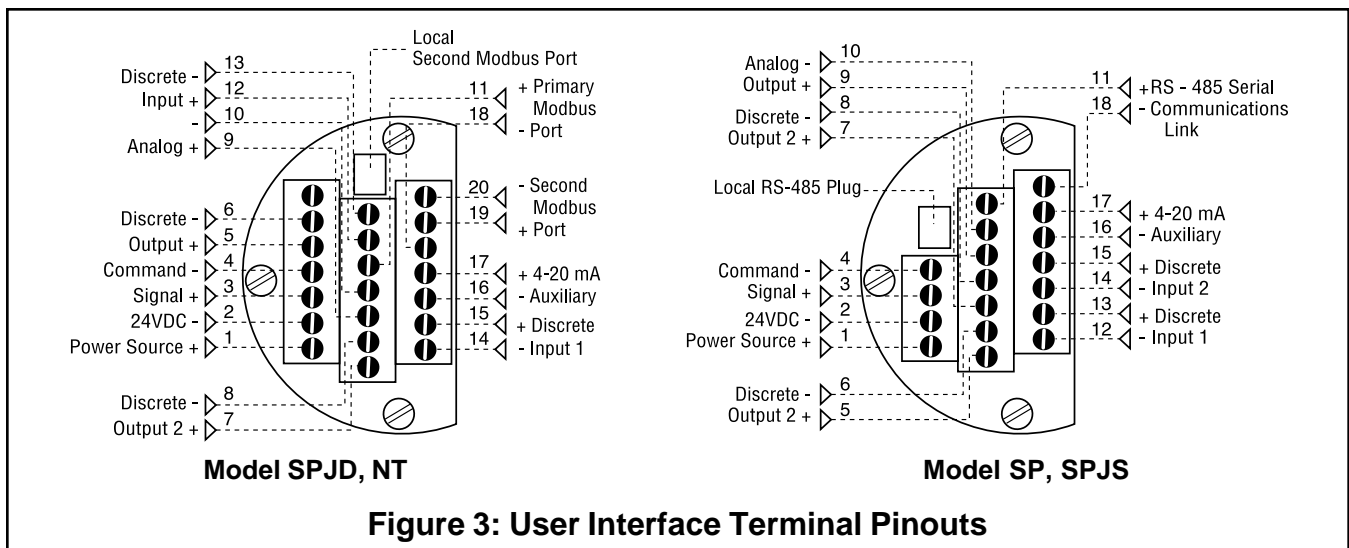 Local
Second Modbus Port
13
Discrete -
12
Input +
10
-
9
Analog +
11
+ Primary
Modbus
18
- Port
20
- Second
Modbus
19
+ Port
6
Discrete -
5
Output +
4
Command -
3
Signal +
2
24VDC -
1
Power Source +
17
+ 4-20 mA
16
- Auxiliary
15
+ Discrete
14
- Input 1
8
Discrete -
7
Output 2 +
Model SPJD, NT
10
Analog -
9
Output +
8
Discrete -
7
Output 2 +
11
+RS - 485 Serial
18
- Communications
Link
Local RS-485 Plug
4
Command -
3
Signal +
2
24VDC -
1
Power Source +
17
+ 4-20 mA
16
- Auxiliary
15
+ Discrete
14
- Input 2
13
+ Discrete
12
- Input 1
6
Discrete -
5
Output 2 +
Model SP, SPJS
Figure 3: User Interface Terminal Pinouts